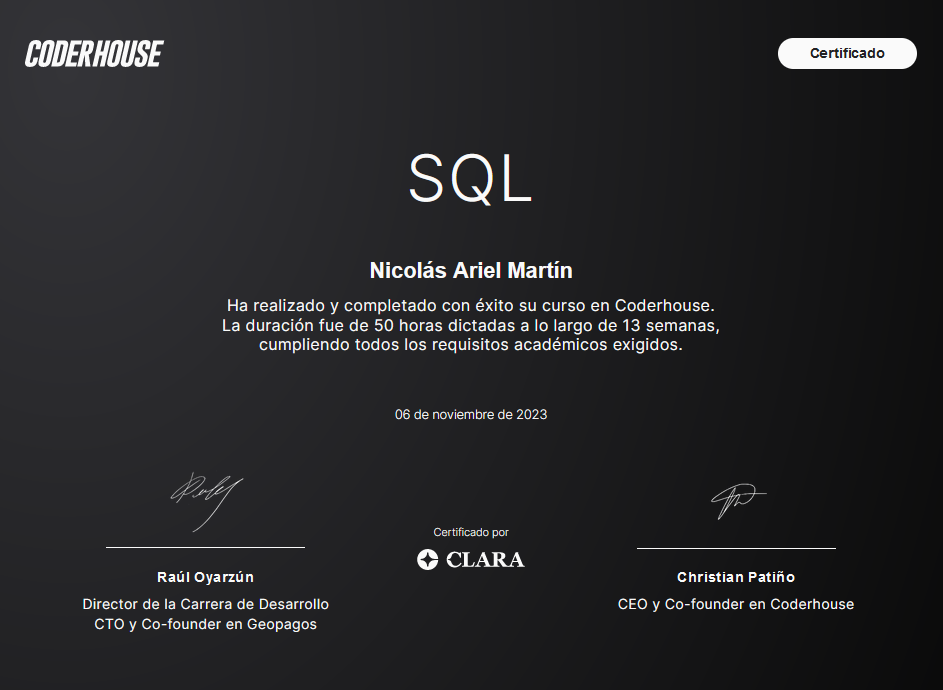 CODERHOUSE
Certificado
SQL
Nicolás Ariel Martín
Ha realizado y completado con éxito su curso en Coderhouse.
La duración fue de 50 horas dictadas a lo largo de 13 semanas,
cumpliendo todos los requisitos académicos exigidos.
06 de noviembre de 2023
Certificado por
CLARA
Raúl Oyarzún
Director de la Carrera de Desarrollo
CTO y Co-founder en Geopagos
Christian Patiño
CEO y Co-founder en Coderhouse